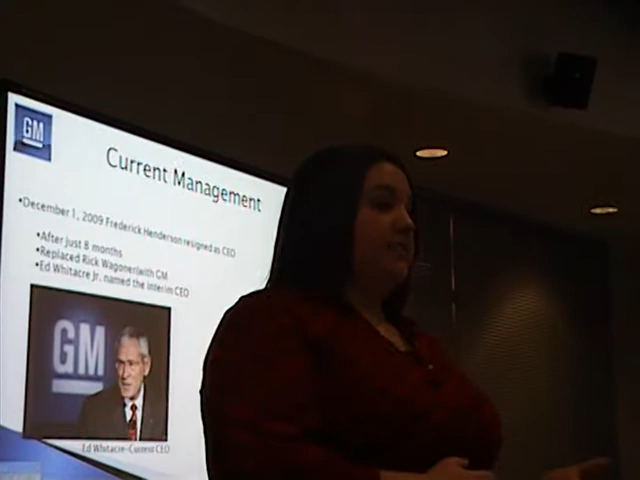 GM
Current Management
•December 1, 2009 Frederick Henderson resigned as CEO
•After just 8 months
•Replaced Rick Wagoner(with GM
•Ed Whitacre Jr. named the interim CEO
GM
Ed Whitacre-Current CEO